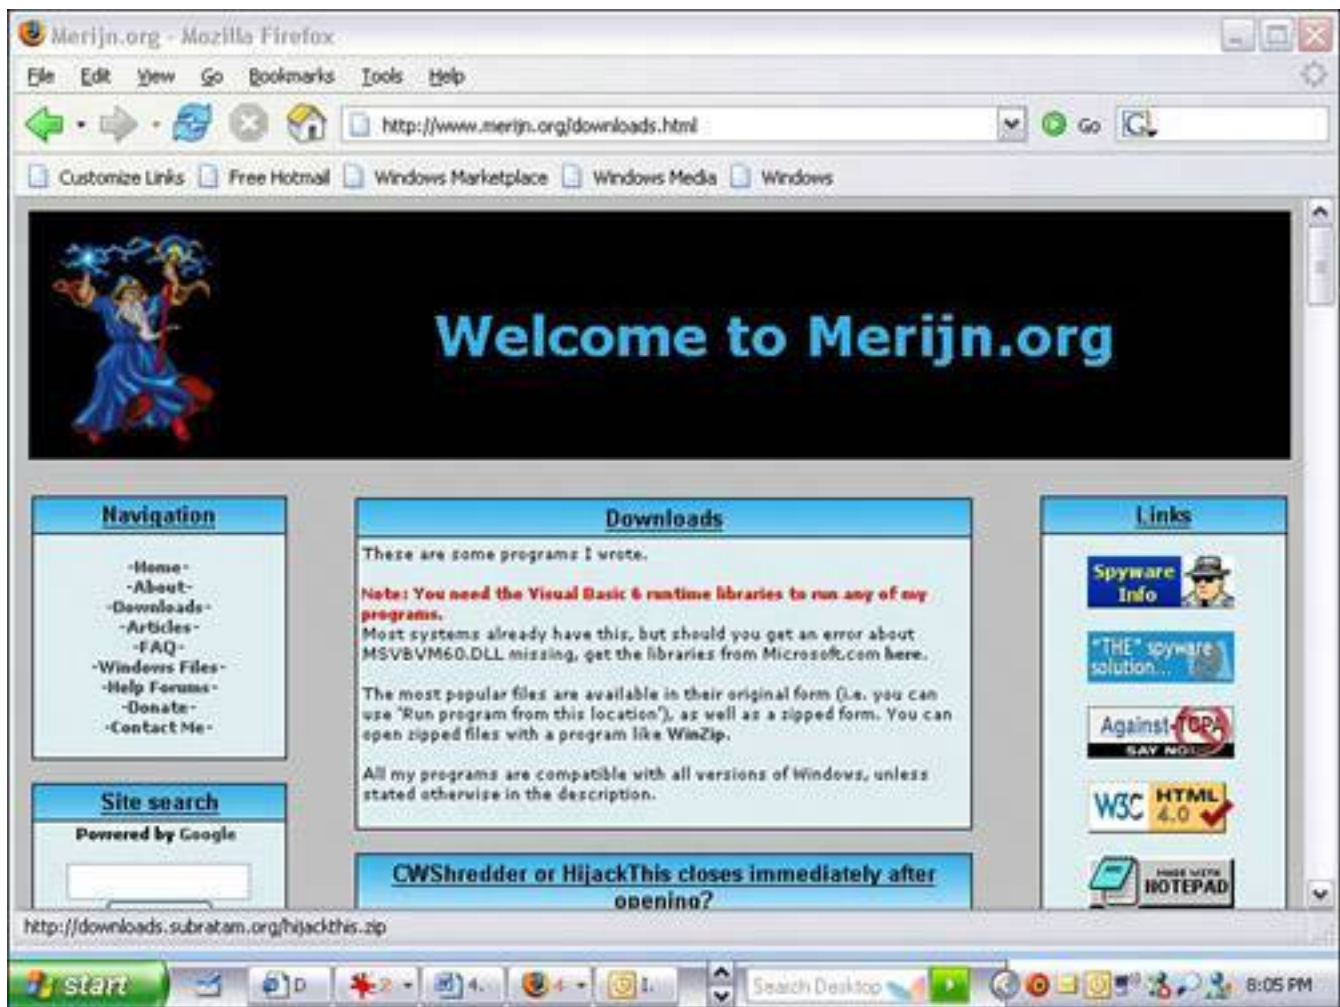 Merijn.org - Mozilla Firefox
File Edit View Go Bookmarks Tools Help
http://www.merijn.org/downloads.html
Go
G
Customize Links Free Hotmail Windows Marketplace Windows Media Windows
Welcome to Merijn.org
Navigation
-Home-
-About-
-Downloads-
-Articles-
-FAQ-
-Windows Files-
-Help Forums-
-Donate-
-Contact Me-
Site search
Powered by Google
Downloads
These are some programs I wrote.
Note: You need the Visual Basic 6 runtime libraries to run any of my
programs.
Most systems already have this, but should you get an error about
MSVBVM60.DLL missing, get the libraries from Microsoft.com here.
The most popular files are available in their original form (i.e. you can
use 'Run program from this location'), as well as a zipped form. You can
open zipped files with a program like WinZip.
All my programs are compatible with all versions of Windows, unless
stated otherwise in the description.
CWShredder or HijackThis closes immediately after
opening?
Links
Spyware
Info
"THE" spyware
solution...
Against-TCPA
SAY NO!
W3C HTML
4.0
MADE WITH
NOTEPAD
http://downloads.subratam.org/hijackthis.zip
start
D
2
4.
4
I.
Search Desktop
8:05 PM